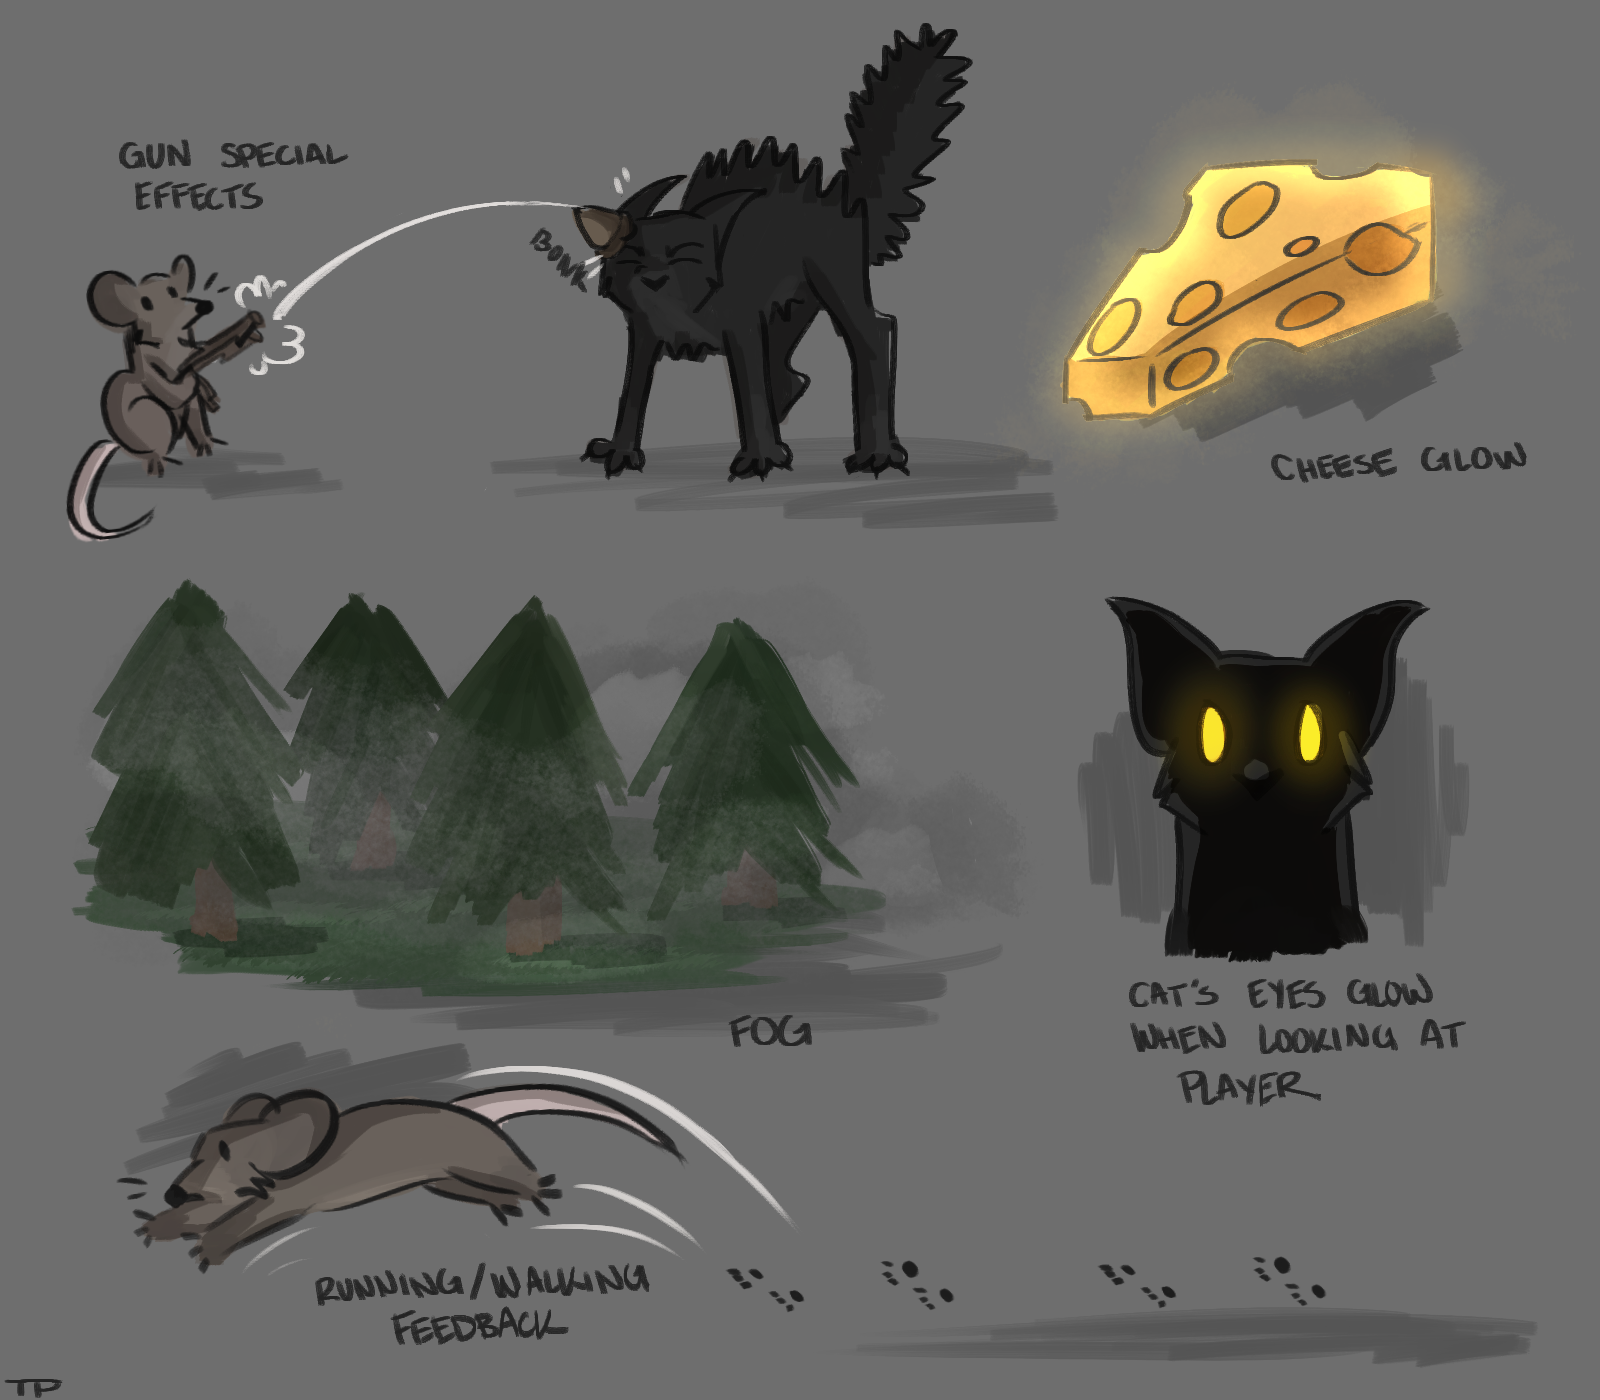 GUN SPECIAL
EFFECTS
BONK
CHEESE GLOW
FOG
CAT'S EYES GLOW
WHEN LOOKING AT
PLAYER
RUNNING/WALKING
FEEDBACK
TP